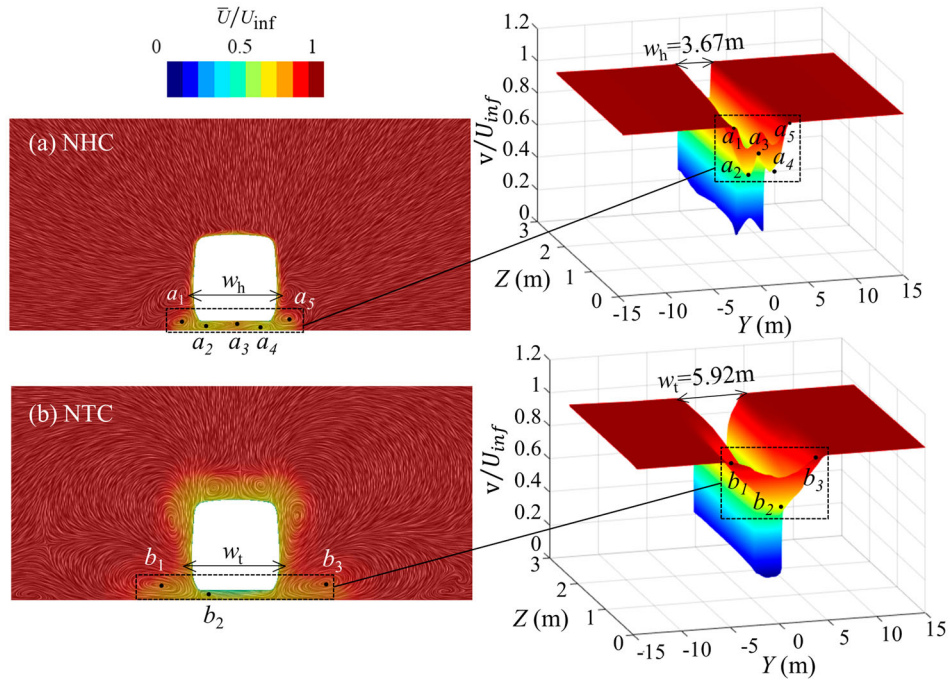 U̅/U_inf
0 0.5 1
(a) NHC
w_h
a_1
a_5
a_2
a_3
a_4
1.2
1
0.8
0.6
0.4
0.2
0
v/U_inf
w_h=3.67m
a_1
a_3
a_5
a_2
a_4
3
2
1
0
Z (m)
-15 -10 -5 0 5 10 15
Y (m)
(b) NTC
w_t
b_1
b_3
b_2
1.2
1
0.8
0.6
0.4
0.2
0
v/U_inf
w_t=5.92m
b_1
b_2
b_3
3
2
1
0
Z (m)
-15 -10 -5 0 5 10 15
Y (m)